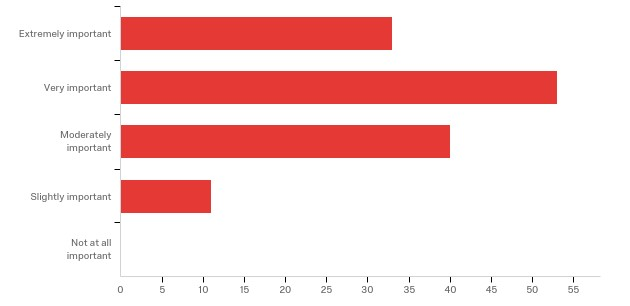 Extremely important
Very important
Moderately
important
Slightly important
Not at all
important
0 5 10 15 20 25 30 35 40 45 50 55